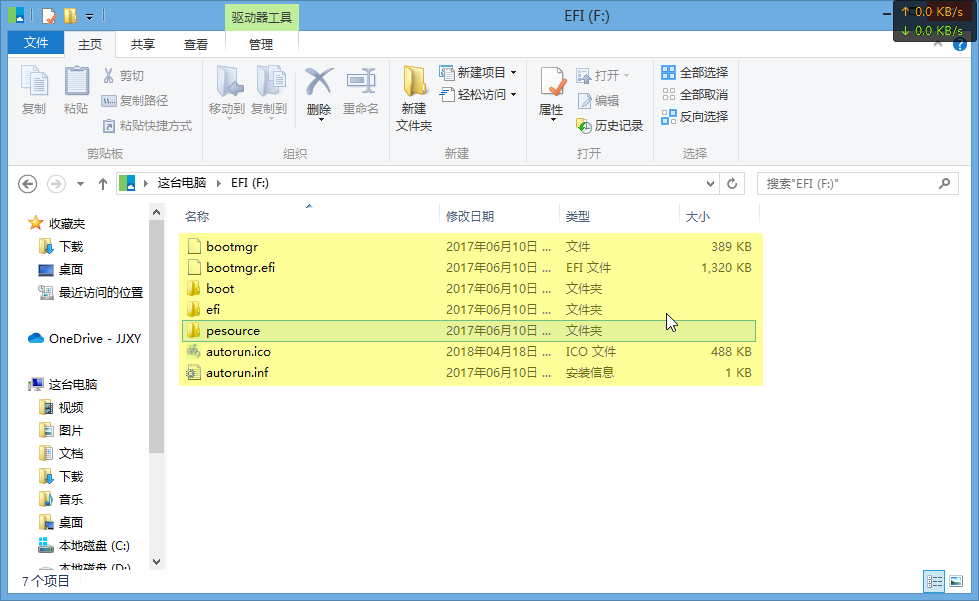 驱动器工具
EFI (F:)
↑ 0.0 KB/s
↓ 0.0 KB/s
文件 主页 共享 查看 管理
复制
粘贴
剪切
复制路径
粘贴快捷方式
剪贴板
移动到 复制到
删除 重命名
组织
新建
文件夹
新建项目
轻松访问
新建
属性
打开
编辑
历史记录
打开
全部选择
全部取消
反向选择
选择
这台电脑 EFI (F:)
搜索"EFI (F:)"
收藏夹
下载
桌面
最近访问的位置
OneDrive - JJXY
这台电脑
视频
图片
文档
下载
音乐
桌面
本地磁盘 (C:)
本地磁盘 (D:)
名称 修改日期 类型 大小
bootmgr 2017年06月10日 ... 文件 389 KB
bootmgr.efi 2017年06月10日 ... EFI 文件 1,320 KB
boot 2017年06月10日 ... 文件夹
efi 2017年06月10日 ... 文件夹
pesource 2017年06月10日 ... 文件夹
autorun.ico 2018年04月18日 ... ICO 文件 488 KB
autorun.inf 2017年06月10日 ... 安装信息 1 KB
7 个项目